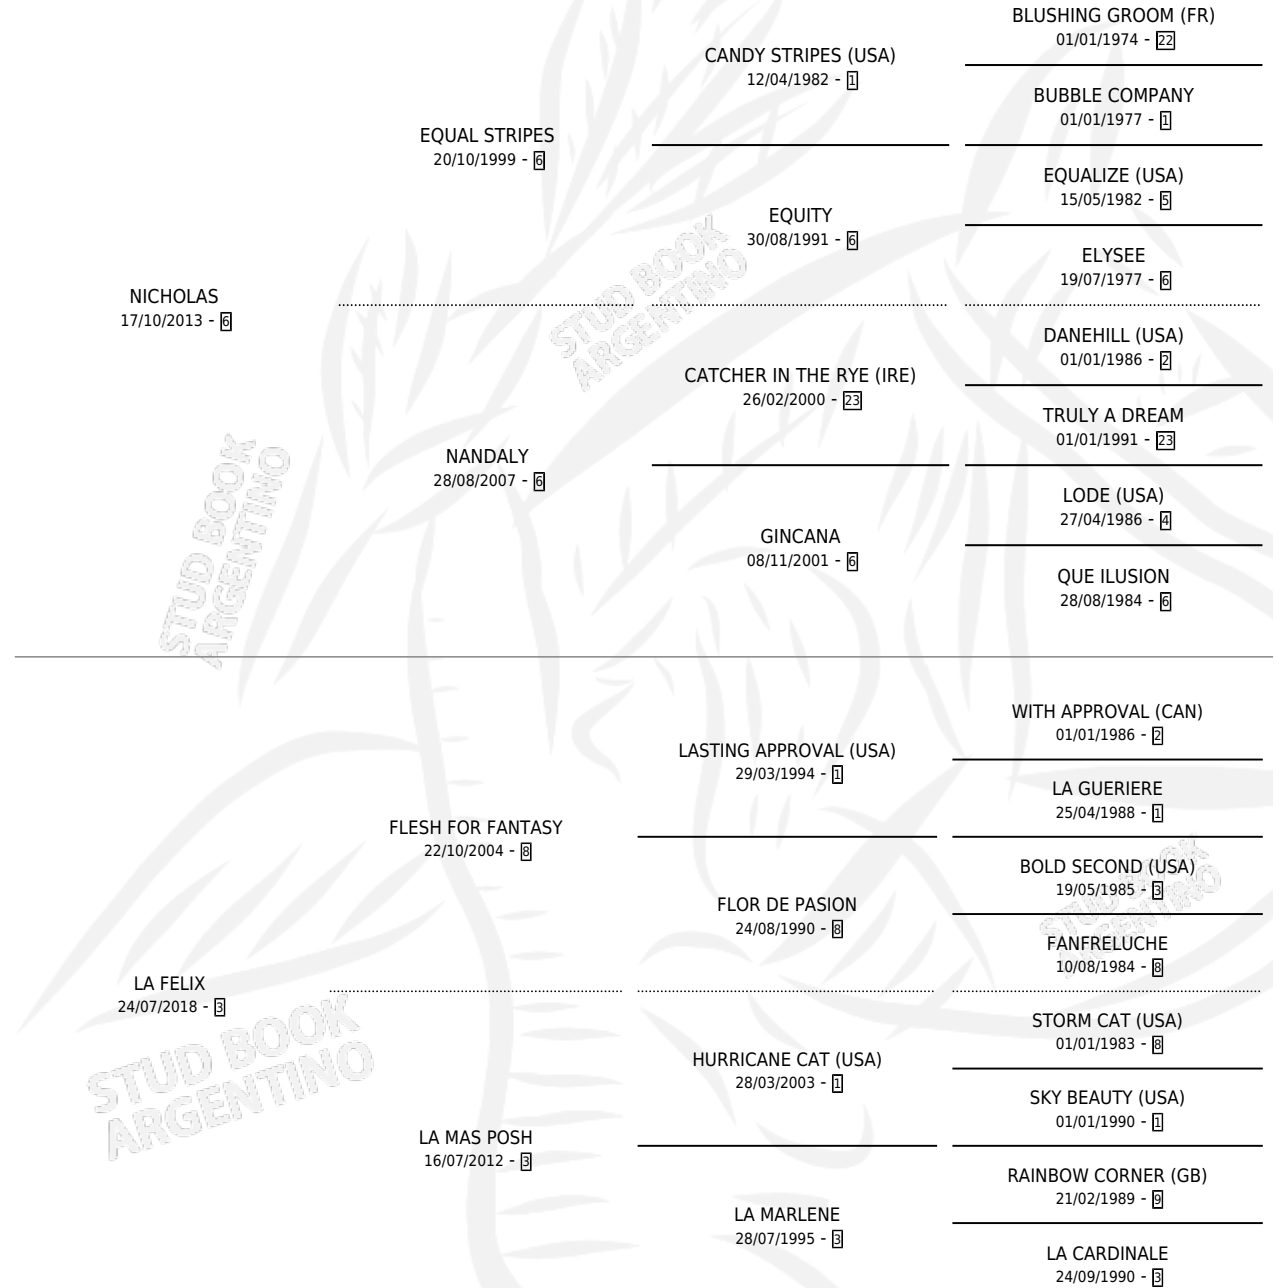 BLUSHING GROOM (FR)
01/01/1974 - 22
CANDY STRIPES (USA)
12/04/1982 - 1
BUBBLE COMPANY
01/01/1977 - 1
EQUAL STRIPES
20/10/1999 - 6
EQUALIZE (USA)
15/05/1982 - 5
EQUITY
30/08/1991 - 6
ELYSEE
19/07/1977 - 6
NICHOLAS
17/10/2013 - 6
DANEHILL (USA)
01/01/1986 - 2
CATCHER IN THE RYE (IRE)
26/02/2000 - 23
TRULY A DREAM
01/01/1991 - 23
NANDALY
28/08/2007 - 6
LODE (USA)
27/04/1986 - 4
GINCANA
08/11/2001 - 6
QUE ILUSION
28/08/1984 - 6
WITH APPROVAL (CAN)
01/01/1986 - 2
LASTING APPROVAL (USA)
29/03/1994 - 1
LA GUERIERE
25/04/1988 - 1
FLESH FOR FANTASY
22/10/2004 - 8
BOLD SECOND (USA)
19/05/1985 - 3
FLOR DE PASION
24/08/1990 - 8
FANFRELUCHE
10/08/1984 - 8
LA FELIX
24/07/2018 - 3
STORM CAT (USA)
01/01/1983 - 8
HURRICANE CAT (USA)
28/03/2003 - 1
SKY BEAUTY (USA)
01/01/1990 - 1
LA MAS POSH
16/07/2012 - 3
RAINBOW CORNER (GB)
21/02/1989 - 9
LA MARLENE
28/07/1995 - 3
LA CARDINALE
24/09/1990 - 3
STUD BOOK
ARGENTINO
STUD BOOK
ARGENTINO
STUD BOOK
ARGENTINO
STUD BOOK
ARGENTINO